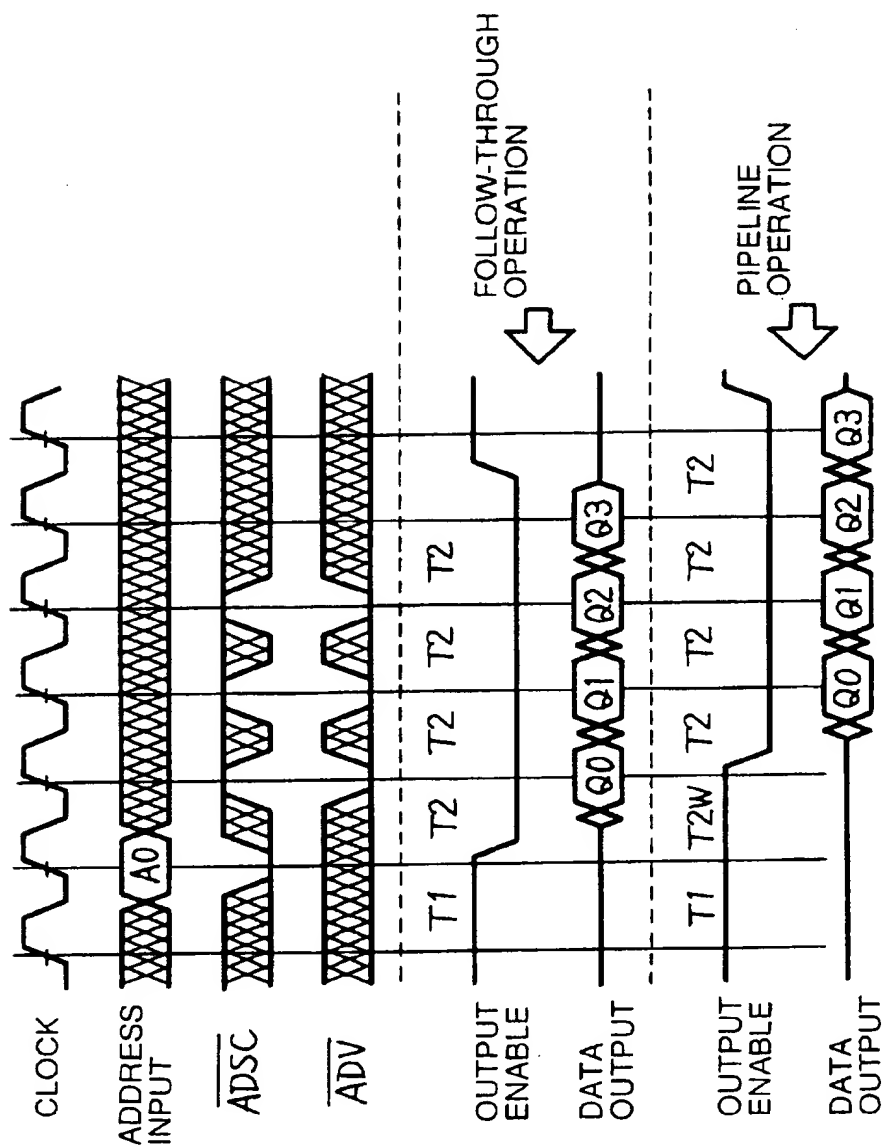 CLOCK
ADDRESS
INPUT
A0
ADSC
ADV
T1 T2 T2 T2 T2
OUTPUT
ENABLE
FOLLOW-THROUGH
OPERATION
DATA
OUTPUT
Q0 Q1 Q2 Q3
T1 T2W T2 T2 T2 T2
OUTPUT
ENABLE
PIPELINE
OPERATION
DATA
OUTPUT
Q0 Q1 Q2 Q3